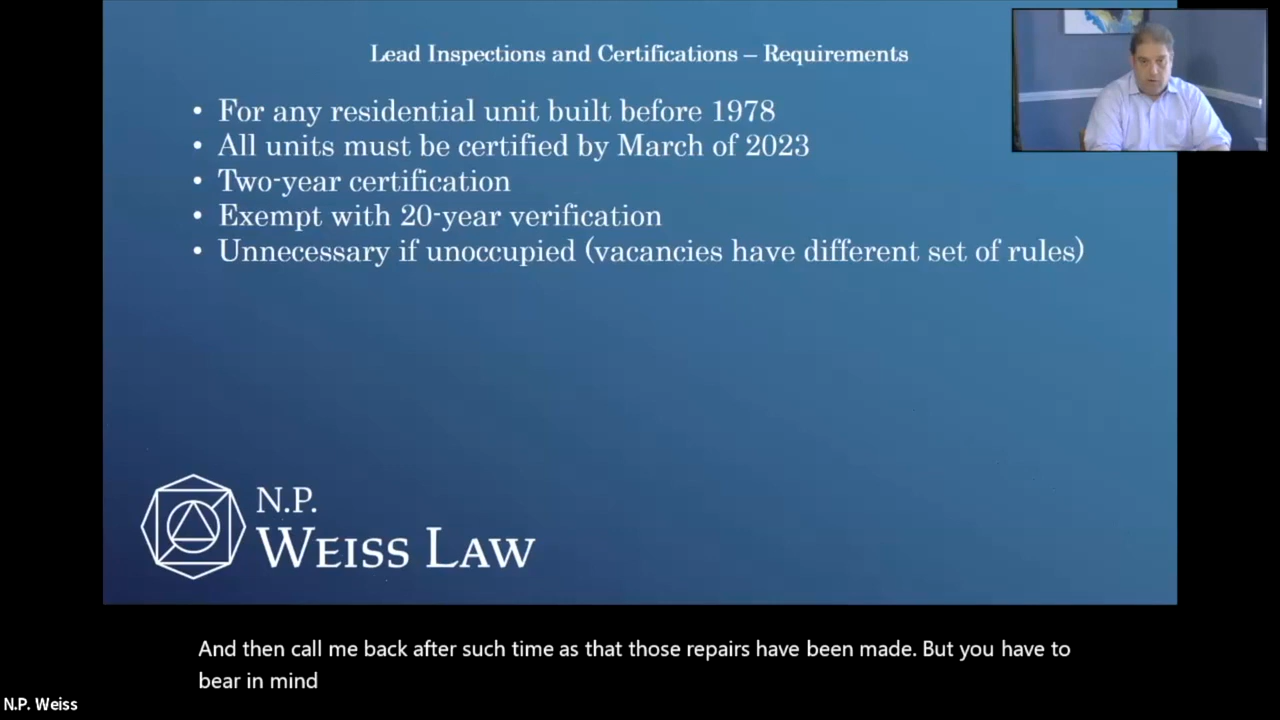 Lead Inspections and Certifications – Requirements
• For any residential unit built before 1978
• All units must be certified by March of 2023
• Two-year certification
• Exempt with 20-year verification
• Unnecessary if unoccupied (vacancies have different set of rules)
N.P.
WEISS LAW
And then call me back after such time as that those repairs have been made. But you have to
bear in mind
N.P. Weiss